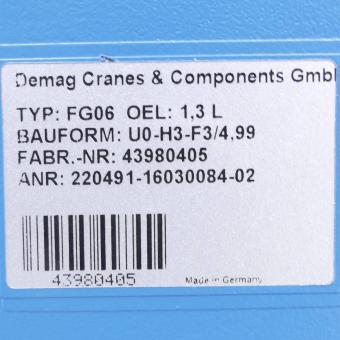 Demag Cranes & Components Gmb
TYP: FG06 OEL: 1,3 L
BAUFORM: U0-H3-F3/4,99
FABR.-NR: 43980405
ANR: 220491-16030084-02
43980405 Made in Germany